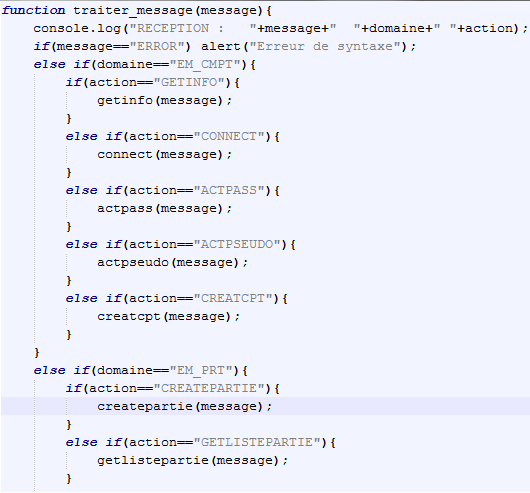 function traiter_message(message){
    console.log("RECEPTION :   "+message+"  "+domaine+" "+action);
    if(message=="ERROR") alert("Erreur de syntaxe");
    else if(domaine=="EM_CMPT"){
        if(action=="GETINFO"){
            getinfo(message);
        }
        else if(action=="CONNECT"){
            connect(message);
        }
        else if(action=="ACTPASS"){
            actpass(message);
        }
        else if(action=="ACTPSEUDO"){
            actpseudo(message);
        }
        else if(action=="CREATCPT"){
            creatcpt(message);
        }
    }
    else if(domaine=="EM_PRT"){
        if(action=="CREATEPARTIE"){
            createpartie(message);
        }
        else if(action=="GETLISTEPARTIE"){
            getlistepartie(message);
        }